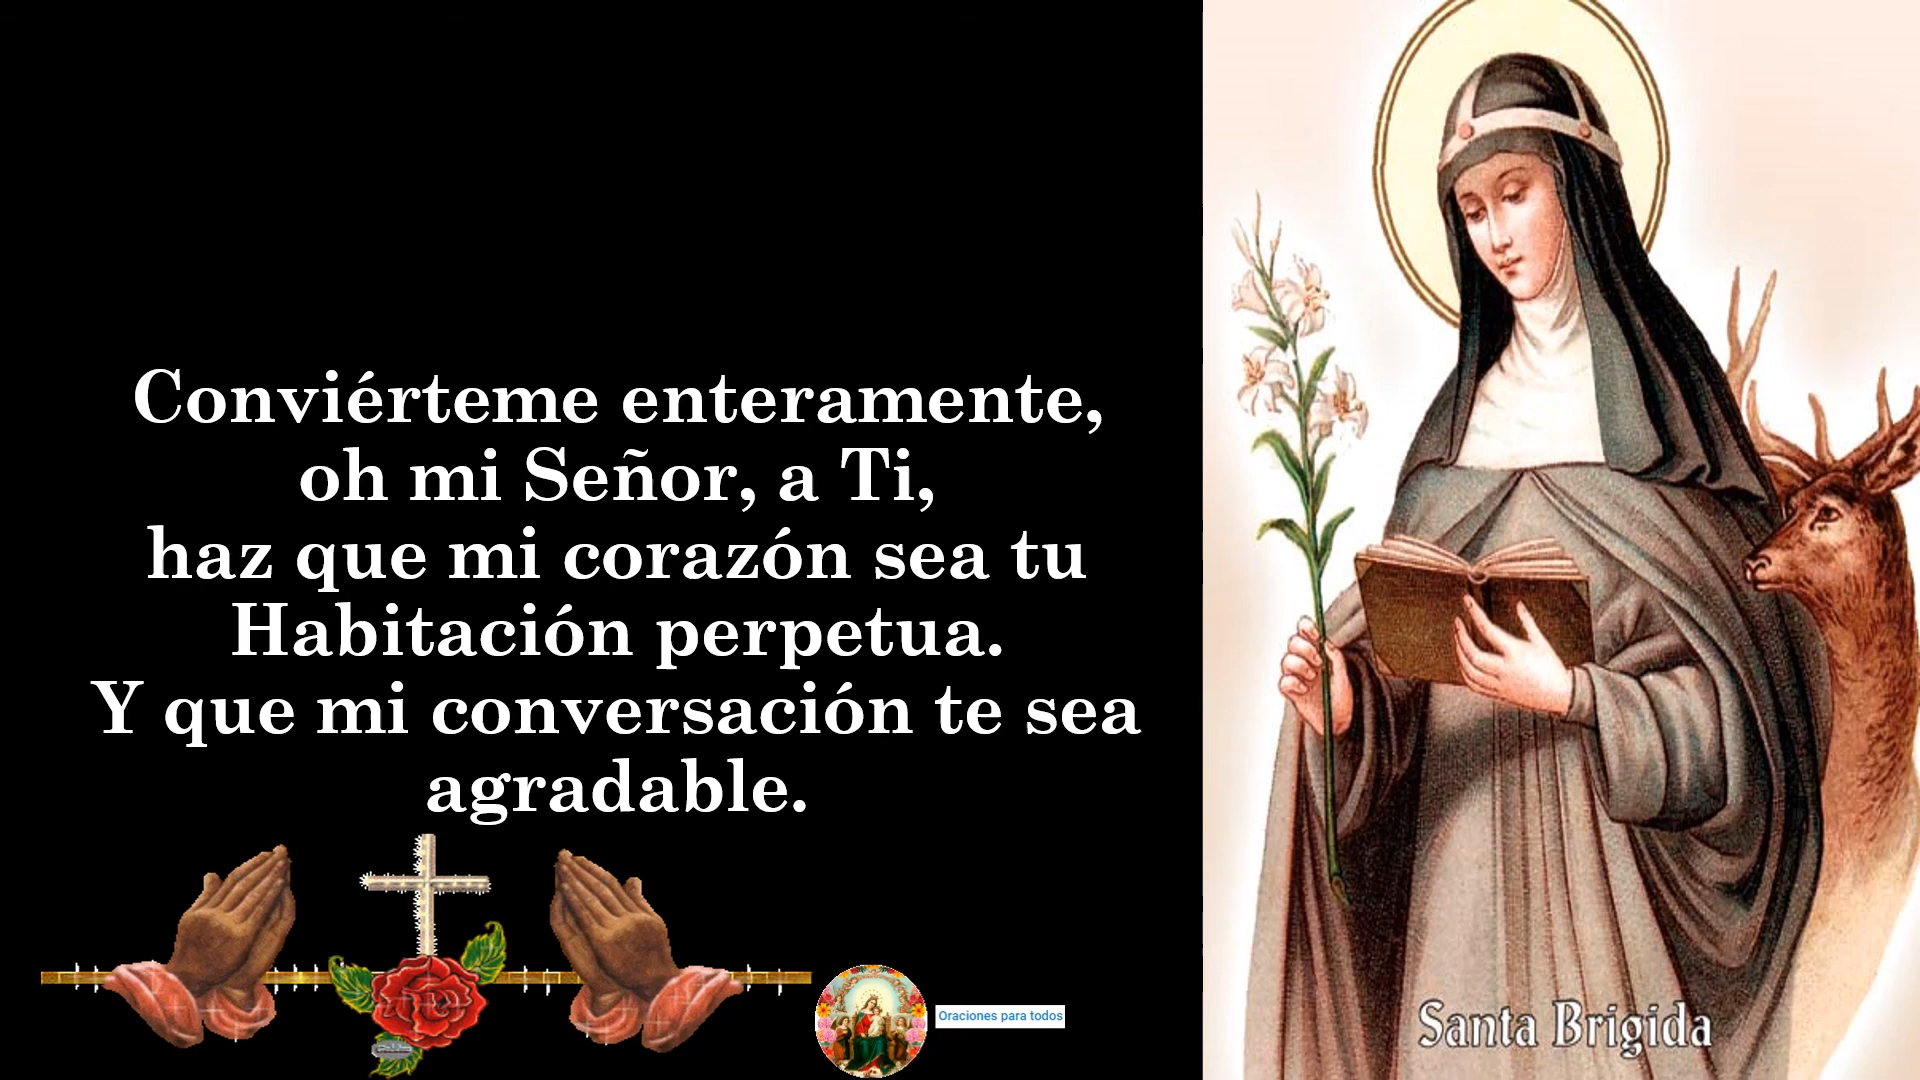 Conviérteme enteramente,
oh mi Señor, a Ti,
haz que mi corazón sea tu
Habitación perpetua.
Y que mi conversación te sea
agradable.
Oraciones para todos
Santa Brigida